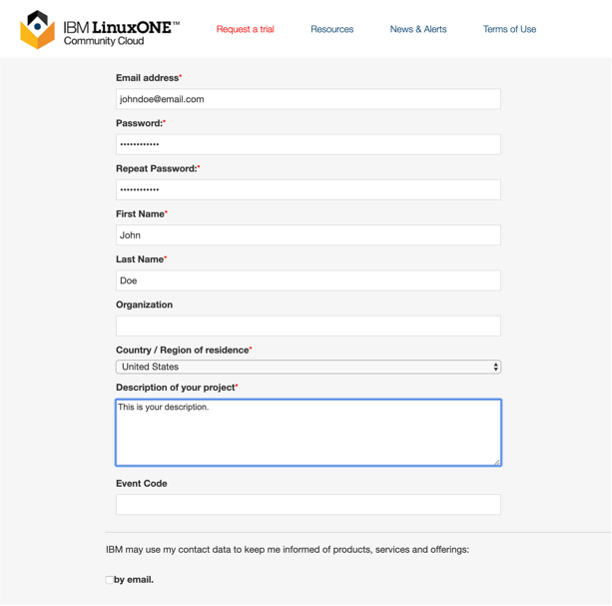 IBM LinuxONE™
Community Cloud
Request a trial
Resources
News & Alerts
Terms of Use
Email address*
johndoe@email.com
Password:*
••••••••••••
Repeat Password:*
••••••••••••
First Name*
John
Last Name*
Doe
Organization
Country / Region of residence*
United States
Description of your project*
This is your description.
Event Code
IBM may use my contact data to keep me informed of products, services and offerings:
by email.